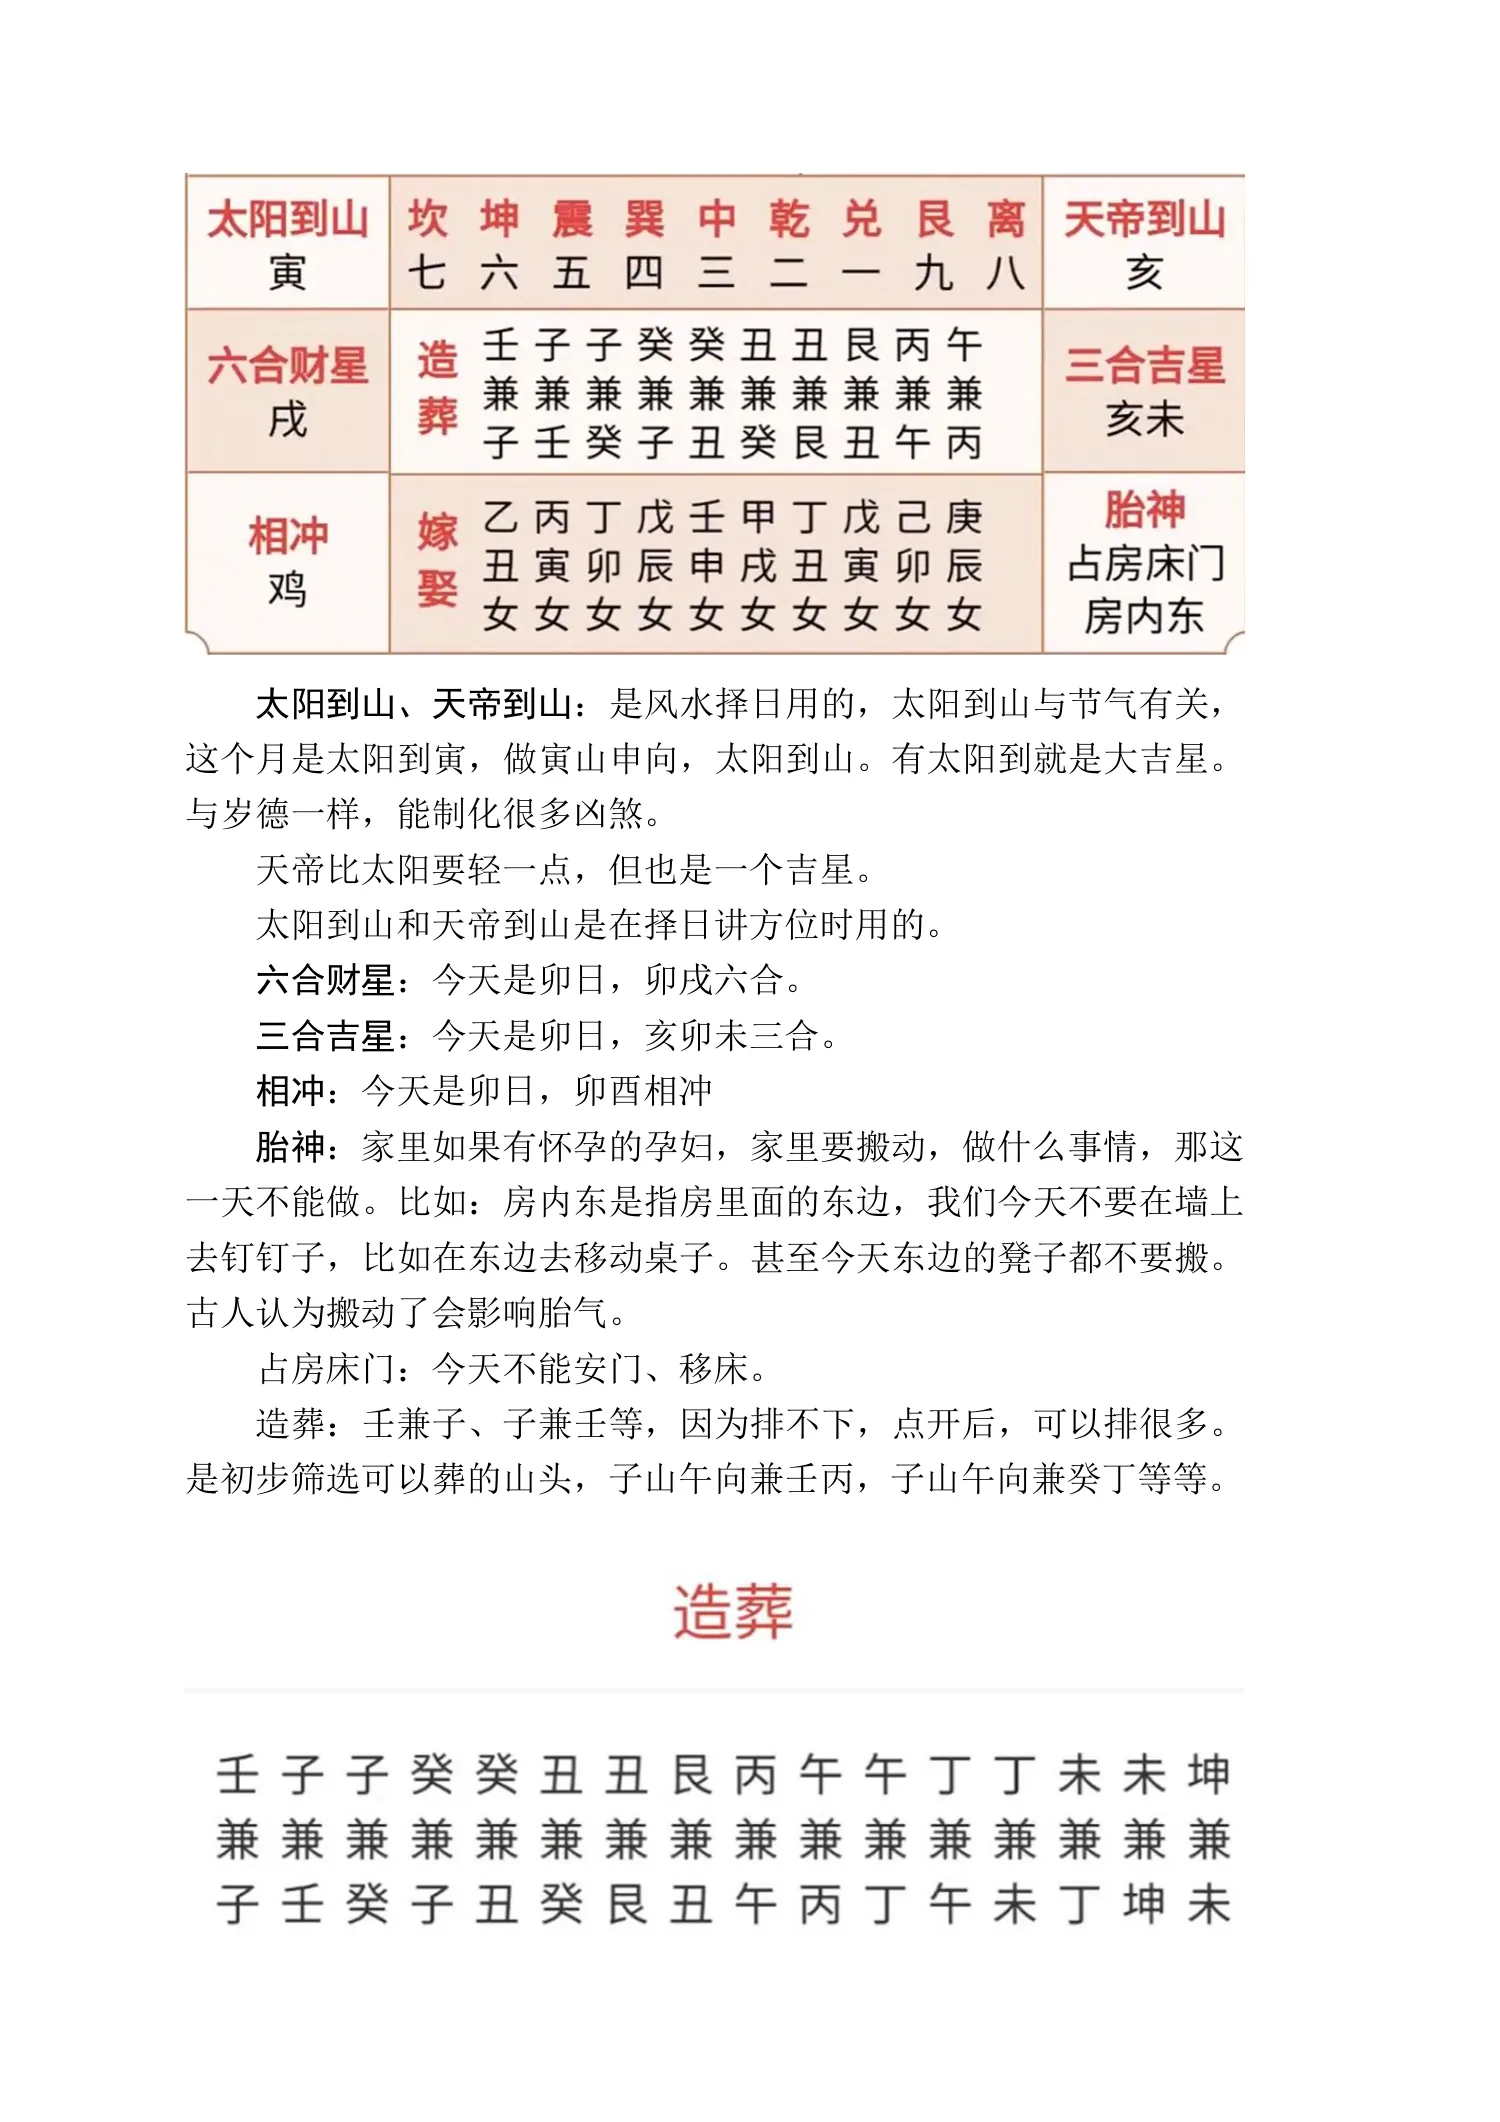 太阳到山 坎 坤 震 巽 中 乾 兑 艮 离 天帝到山
寅 七 六 五 四 三 二 一 九 八 亥
六合财星
戌
造葬
壬 子 子 癸 癸 丑 丑 艮 丙 午
兼 兼 兼 兼 兼 兼 兼 兼 兼 兼
子 壬 癸 子 丑 癸 艮 丑 午 丙
三合吉星
亥未
相冲
鸡
嫁娶
乙 丙 丁 戊 壬 甲 丁 戊 己 庚
丑 寅 卯 辰 申 戌 丑 寅 卯 辰
女 女 女 女 女 女 女 女 女 女
胎神
占房床门
房内东
太阳到山、天帝到山：是风水择日用的，太阳到山与节气有关，
这个月是太阳到寅，做寅山申向，太阳到山。有太阳到就是大吉星。
与岁德一样，能制化很多凶煞。
天帝比太阳要轻一点，但也是一个吉星。
太阳到山和天帝到山是在择日讲方位时用的。
六合财星：今天是卯日，卯戌六合。
三合吉星：今天是卯日，亥卯未三合。
相冲：今天是卯日，卯酉相冲
胎神：家里如果有怀孕的孕妇，家里要搬动，做什么事情，那这
一天不能做。比如：房内东是指房里面的东边，我们今天不要在墙上
去钉钉子，比如在东边去移动桌子。甚至今天东边的凳子都不要搬。
古人认为搬动了会影响胎气。
占房床门：今天不能安门、移床。
造葬：壬兼子、子兼壬等，因为排不下，点开后，可以排很多。
是初步筛选可以葬的山头，子山午向兼壬丙，子山午向兼癸丁等等。
造葬
壬 子 子 癸 癸 丑 丑 艮 丙 午 午 丁 丁 未 未 坤
兼 兼 兼 兼 兼 兼 兼 兼 兼 兼 兼 兼 兼 兼 兼 兼
子 壬 癸 子 丑 癸 艮 丑 午 丙 丁 午 未 丁 坤 未